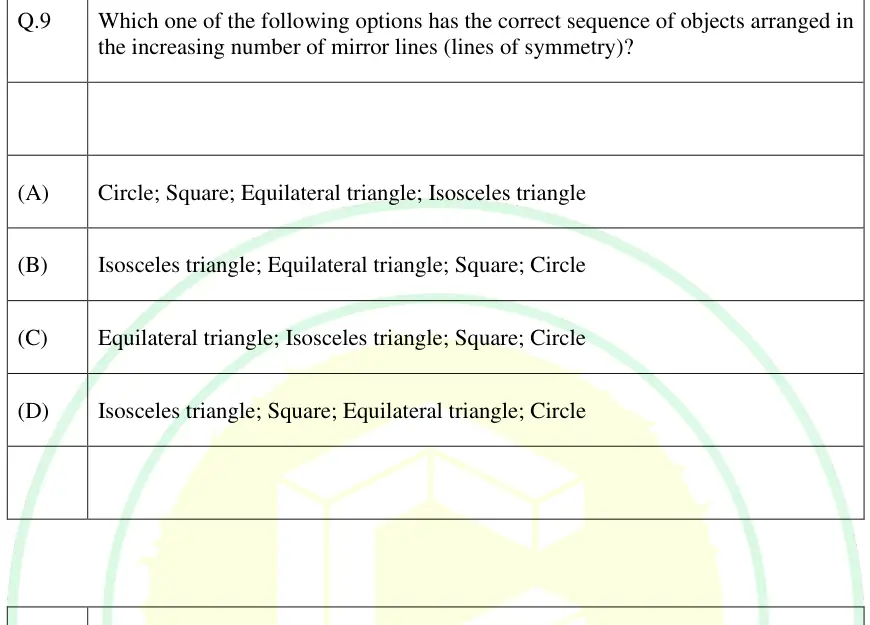 Q.9 Which one of the following options has the correct sequence of objects arranged in
the increasing number of mirror lines (lines of symmetry)?
(A) Circle; Square; Equilateral triangle; Isosceles triangle
(B) Isosceles triangle; Equilateral triangle; Square; Circle
(C) Equilateral triangle; Isosceles triangle; Square; Circle
(D) Isosceles triangle; Square; Equilateral triangle; Circle